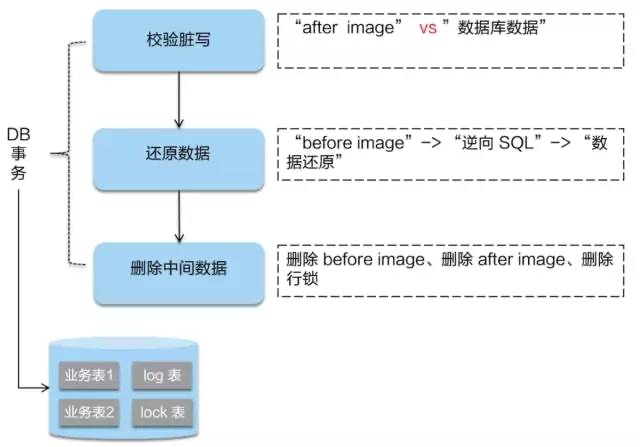 校验脏写
“after image” vs ”数据库数据”
DB
事
务
还原数据
“before image”–> “逆向 SQL”–> “数
据还原”
删除中间数据
删除 before image、删除 after image、删除
行锁
业务表1
log 表
业务表2
lock 表